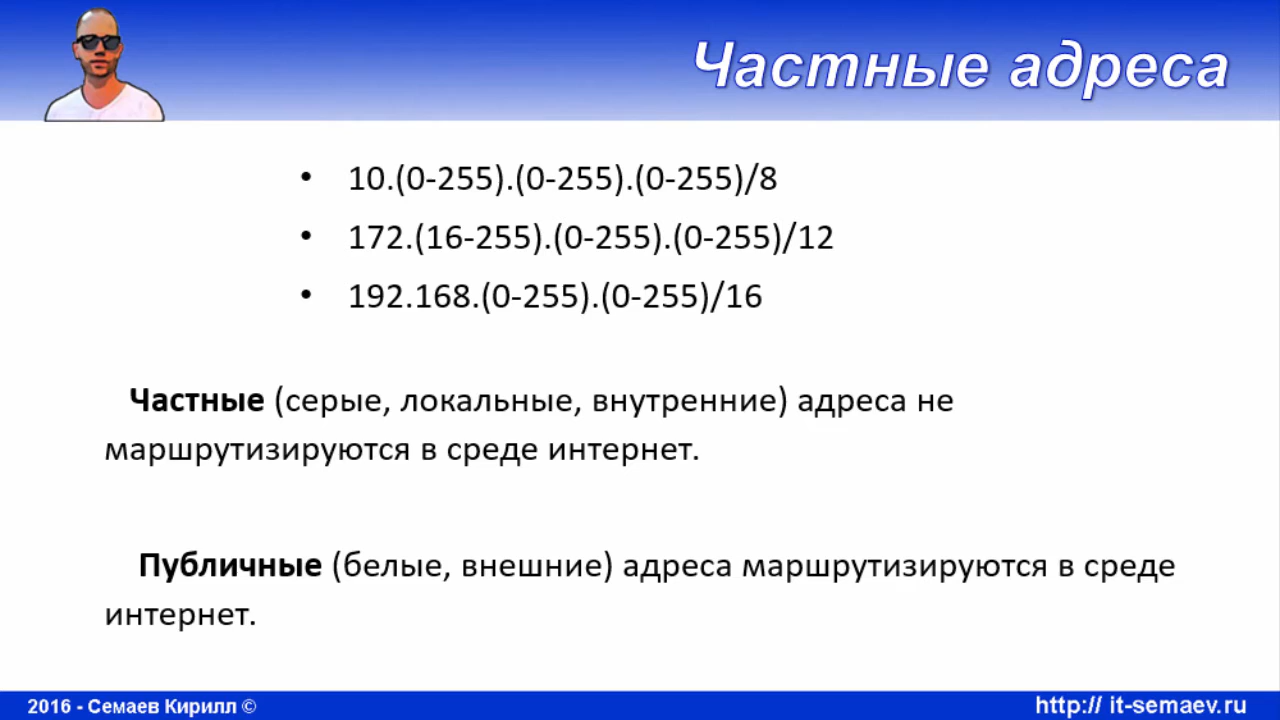 Частные адреса
• 10.(0-255).(0-255).(0-255)/8
• 172.(16-255).(0-255).(0-255)/12
• 192.168.(0-255).(0-255)/16
Частные (серые, локальные, внутренние) адреса не
маршрутизируются в среде интернет.
Публичные (белые, внешние) адреса маршрутизируются в среде
интернет.
2016 - Семаев Кирилл ©
http:// it-semaev.ru